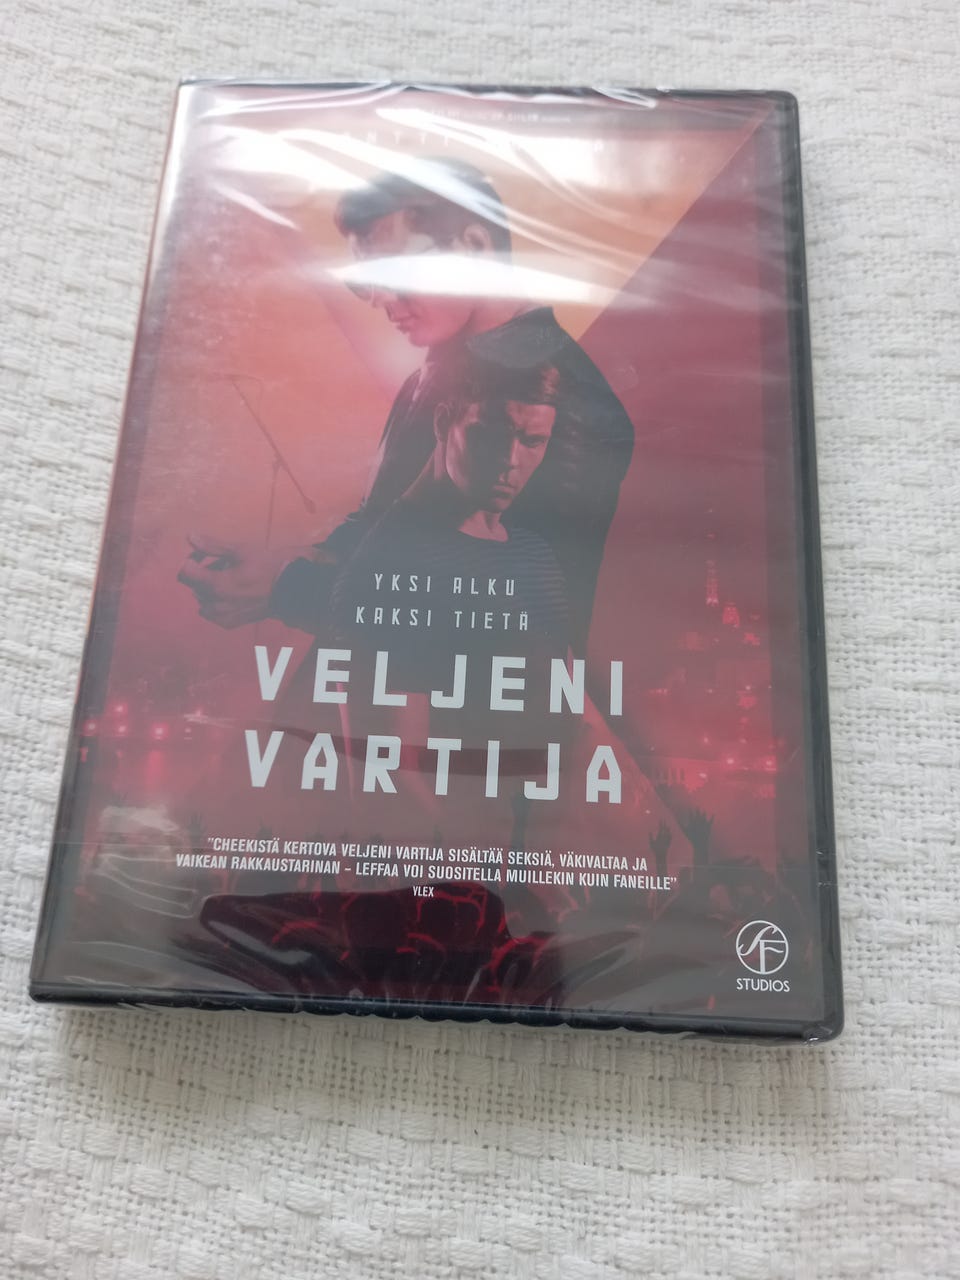 YKSI ALKU
KAKSI TIETÄ
VELJENI
VARTIJA
"CHEEKISTÄ KERTOVA VELJENI VARTIJA SISÄLTÄÄ SEKSIÄ, VÄKIVALTAA JA
VAIKEAN RAKKAUSTARINAN – LEFFAA VOI SUOSITELLA MUILLEKIN KUIN FANEILLE"
YLEX
SF
STUDIOS